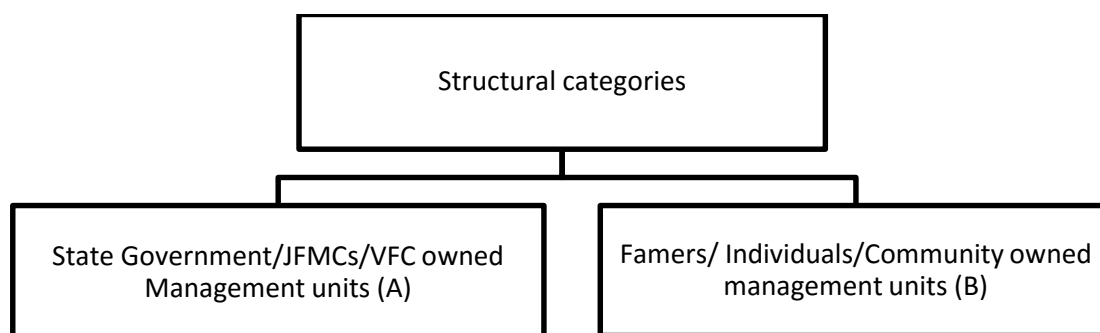 Structural categories
State Government/JFMCs/VFC owned
Management units (A)
Famers/ Individuals/Community owned
management units (B)